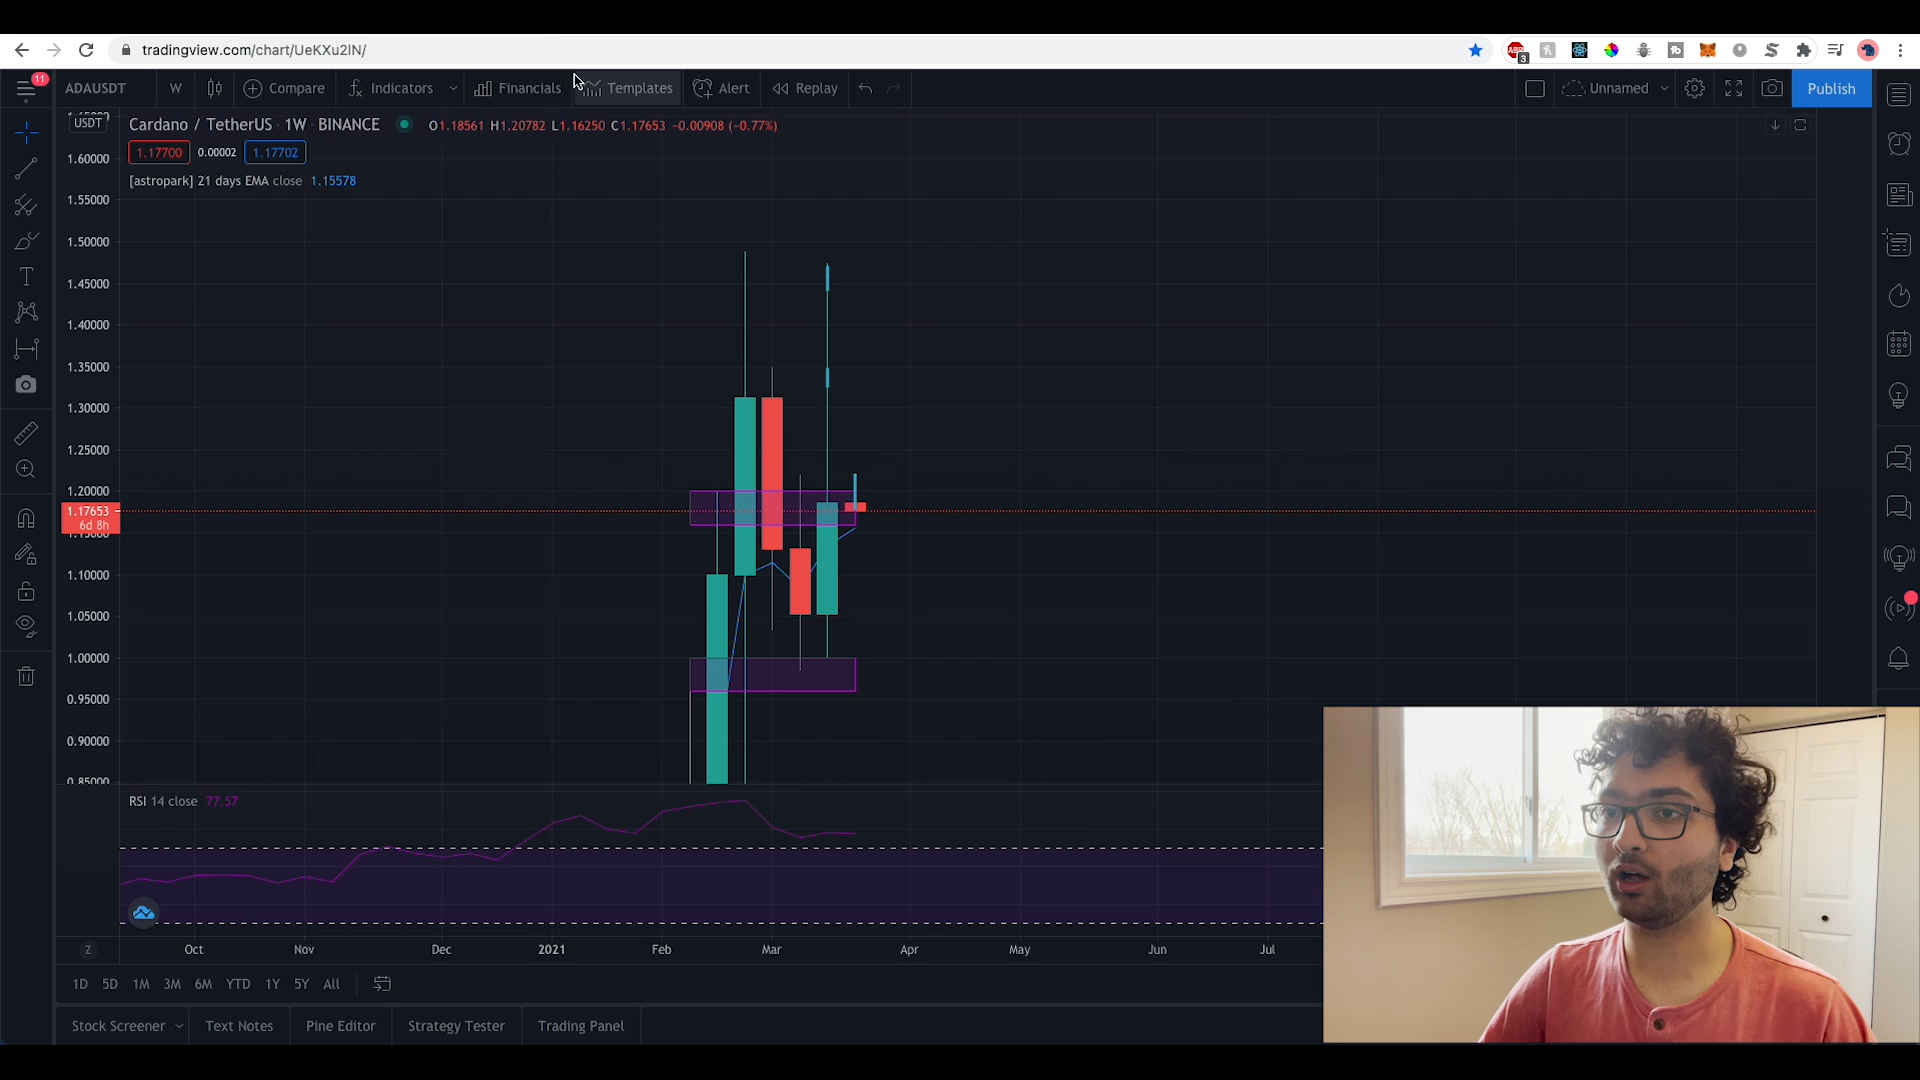 tradingview.com/chart/UeKXu2lN/
ABP
3
11
ADAUSDT W Compare Indicators Financials Templates Alert Replay Unnamed Publish
USDT
Cardano / TetherUS · 1W · BINANCE O1.18561 H1.20782 L1.16250 C1.17653 −0.00908 (−0.77%)
1.17700 0.00002 1.17702
[astropark] 21 days EMA close 1.15578
1.60000
1.55000
1.50000
1.45000
1.40000
1.35000
1.30000
1.25000
1.20000
1.17653
6d 8h
1.15000
1.10000
1.05000
1.00000
0.95000
0.90000
0.85000
RSI 14 close 77.57
Z Oct Nov Dec 2021 Feb Mar Apr May Jun Jul
1D 5D 1M 3M 6M YTD 1Y 5Y All
Stock Screener Text Notes Pine Editor Strategy Tester Trading Panel